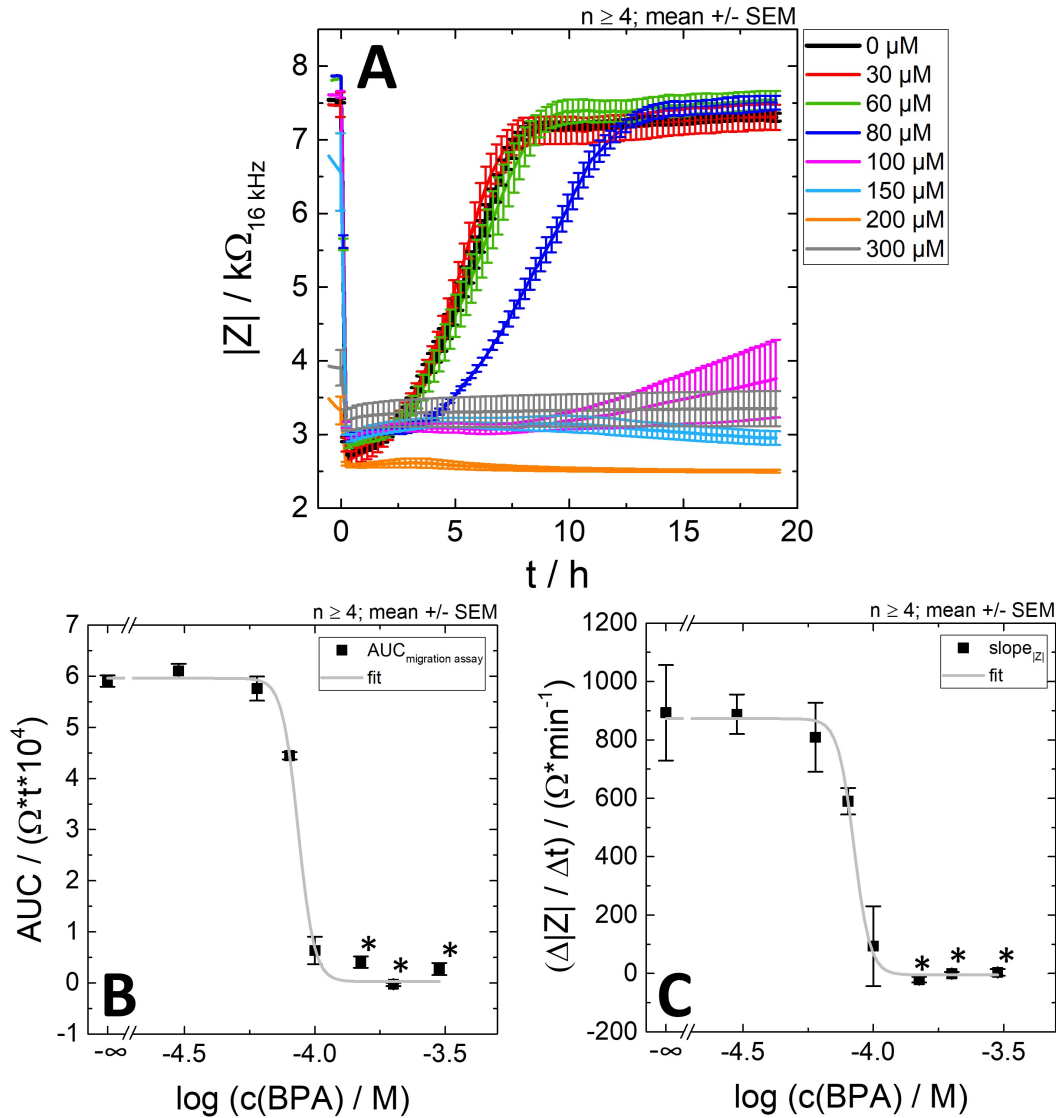 n ≥ 4; mean +/- SEM
A
0 µM
30 µM
60 µM
80 µM
100 µM
150 µM
200 µM
300 µM
|Z| / kΩ16 kHz
8
7
6
5
4
3
2
0 5 10 15 20
t / h
n ≥ 4; mean +/- SEM
AUCmigration assay
fit
AUC / (Ω*t*10⁴)
7
6
5
4
3
2
1
0
-1
* * *
B
-∞ -4.5 -4.0 -3.5
log (c(BPA) / M)
n ≥ 4; mean +/- SEM
slope|Z|
fit
(Δ|Z| / Δt) / (Ω*min⁻¹)
1200
1000
800
600
400
200
0
-200
* * *
C
-∞ -4.5 -4.0 -3.5
log (c(BPA) / M)